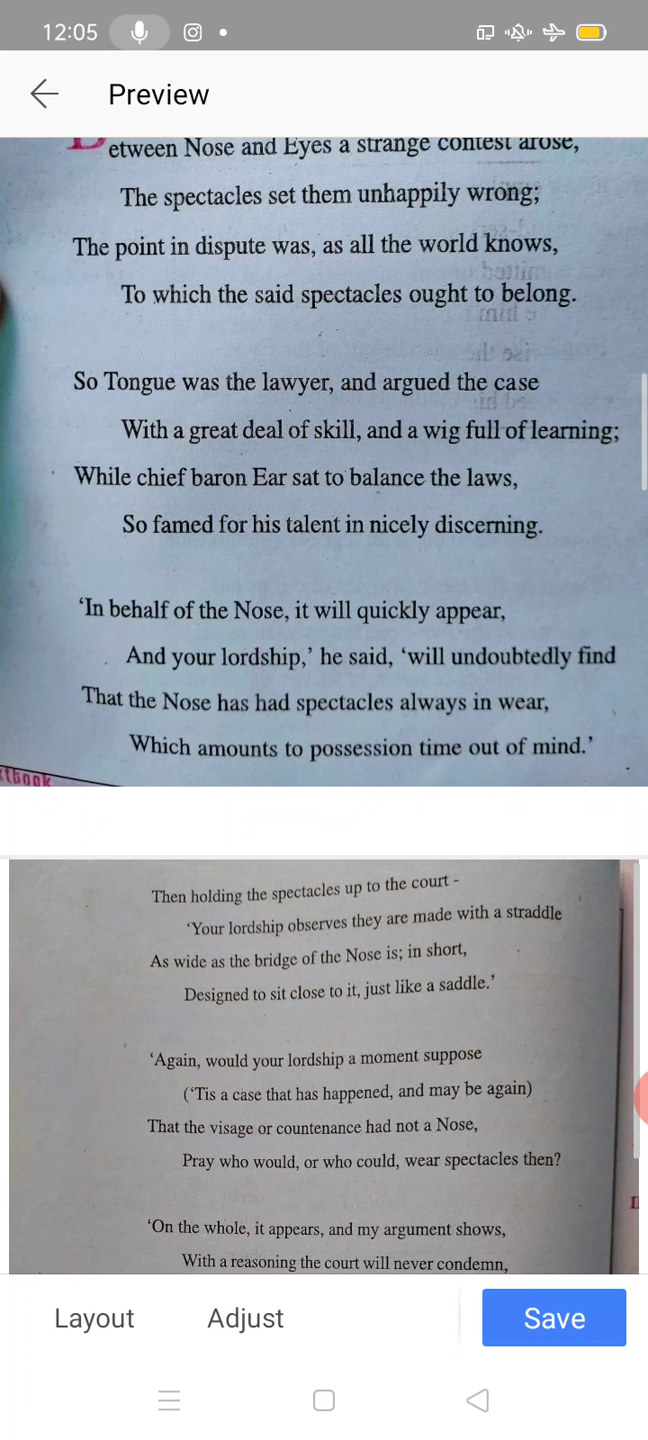 12:05
Preview
etween Nose and Eyes a strange contest arose,
The spectacles set them unhappily wrong;
The point in dispute was, as all the world knows,
To which the said spectacles ought to belong.
So Tongue was the lawyer, and argued the case
With a great deal of skill, and a wig full of learning;
While chief baron Ear sat to balance the laws,
So famed for his talent in nicely discerning.
‘In behalf of the Nose, it will quickly appear,
And your lordship,’ he said, ‘will undoubtedly find
That the Nose has had spectacles always in wear,
Which amounts to possession time out of mind.’
Then holding the spectacles up to the court -
‘Your lordship observes they are made with a straddle
As wide as the bridge of the Nose is; in short,
Designed to sit close to it, just like a saddle.’
‘Again, would your lordship a moment suppose
(‘Tis a case that has happened, and may be again)
That the visage or countenance had not a Nose,
Pray who would, or who could, wear spectacles then?
‘On the whole, it appears, and my argument shows,
With a reasoning the court will never condemn,
Layout Adjust Save